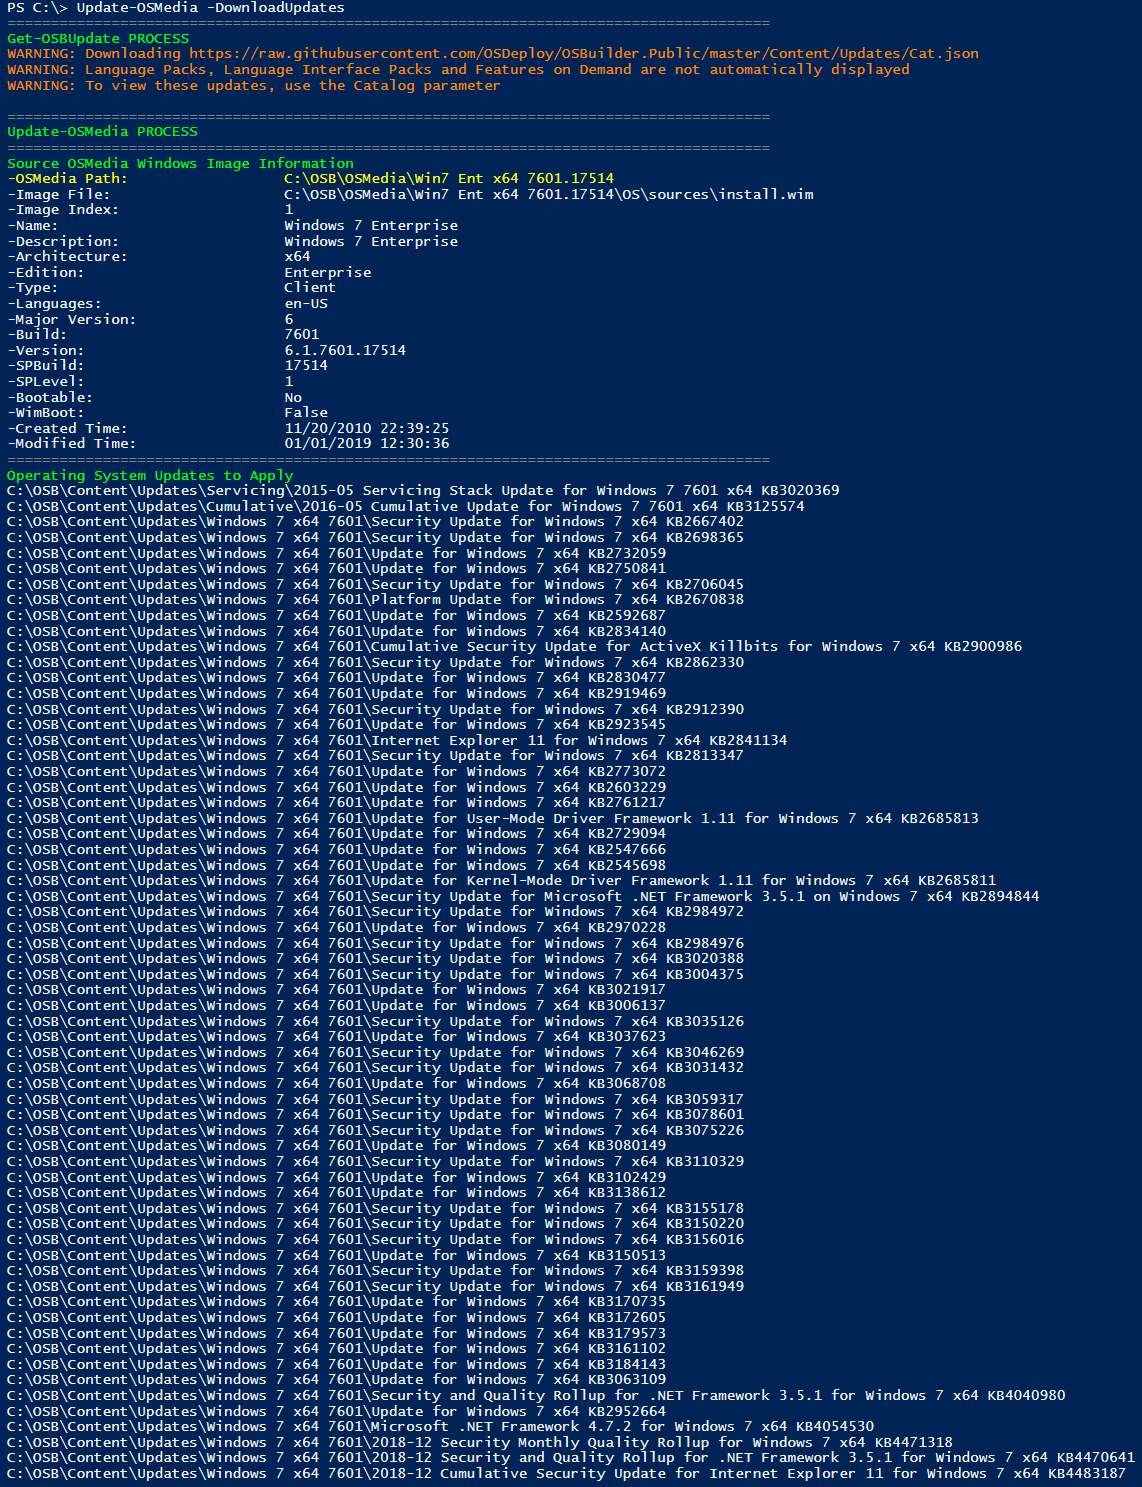 PS C:\> Update-OSMedia -DownloadUpdates
========================================================================================
Get-OSBUpdate PROCESS
WARNING: Downloading https://raw.githubusercontent.com/OSDeploy/OSBuilder.Public/master/Content/Updates/Cat.json
WARNING: Language Packs, Language Interface Packs and Features on Demand are not automatically displayed
WARNING: To view these updates, use the Catalog parameter
========================================================================================
Update-OSMedia PROCESS
========================================================================================
Source OSMedia Windows Image Information
-OSMedia Path: C:\OSB\OSMedia\Win7 Ent x64 7601.17514
-Image File: C:\OSB\OSMedia\Win7 Ent x64 7601.17514\OS\sources\install.wim
-Image Index: 1
-Name: Windows 7 Enterprise
-Description: Windows 7 Enterprise
-Architecture: x64
-Edition: Enterprise
-Type: Client
-Languages: en-US
-Major Version: 6
-Build: 7601
-Version: 6.1.7601.17514
-SPBuild: 17514
-SPLevel: 1
-Bootable: No
-WimBoot: False
-Created Time: 11/20/2010 22:39:25
-Modified Time: 01/01/2019 12:30:36
========================================================================================
Operating System Updates to Apply
C:\OSB\Content\Updates\Servicing\2015-05 Servicing Stack Update for Windows 7 7601 x64 KB3020369
C:\OSB\Content\Updates\Cumulative\2016-05 Cumulative Update for Windows 7 7601 x64 KB3125574
C:\OSB\Content\Updates\Windows 7 x64 7601\Security Update for Windows 7 x64 KB2667402
C:\OSB\Content\Updates\Windows 7 x64 7601\Security Update for Windows 7 x64 KB2698365
C:\OSB\Content\Updates\Windows 7 x64 7601\Update for Windows 7 x64 KB2732059
C:\OSB\Content\Updates\Windows 7 x64 7601\Update for Windows 7 x64 KB2750841
C:\OSB\Content\Updates\Windows 7 x64 7601\Security Update for Windows 7 x64 KB2706045
C:\OSB\Content\Updates\Windows 7 x64 7601\Platform Update for Windows 7 x64 KB2670838
C:\OSB\Content\Updates\Windows 7 x64 7601\Update for Windows 7 x64 KB2592687
C:\OSB\Content\Updates\Windows 7 x64 7601\Update for Windows 7 x64 KB2834140
C:\OSB\Content\Updates\Windows 7 x64 7601\Cumulative Security Update for ActiveX Killbits for Windows 7 x64 KB2900986
C:\OSB\Content\Updates\Windows 7 x64 7601\Security Update for Windows 7 x64 KB2862330
C:\OSB\Content\Updates\Windows 7 x64 7601\Update for Windows 7 x64 KB2830477
C:\OSB\Content\Updates\Windows 7 x64 7601\Update for Windows 7 x64 KB2919469
C:\OSB\Content\Updates\Windows 7 x64 7601\Security Update for Windows 7 x64 KB2912390
C:\OSB\Content\Updates\Windows 7 x64 7601\Update for Windows 7 x64 KB2923545
C:\OSB\Content\Updates\Windows 7 x64 7601\Internet Explorer 11 for Windows 7 x64 KB2841134
C:\OSB\Content\Updates\Windows 7 x64 7601\Security Update for Windows 7 x64 KB2813347
C:\OSB\Content\Updates\Windows 7 x64 7601\Update for Windows 7 x64 KB2773072
C:\OSB\Content\Updates\Windows 7 x64 7601\Update for Windows 7 x64 KB2603229
C:\OSB\Content\Updates\Windows 7 x64 7601\Update for Windows 7 x64 KB2761217
C:\OSB\Content\Updates\Windows 7 x64 7601\Update for User-Mode Driver Framework 1.11 for Windows 7 x64 KB2685813
C:\OSB\Content\Updates\Windows 7 x64 7601\Update for Windows 7 x64 KB2729094
C:\OSB\Content\Updates\Windows 7 x64 7601\Update for Windows 7 x64 KB2547666
C:\OSB\Content\Updates\Windows 7 x64 7601\Update for Windows 7 x64 KB2545698
C:\OSB\Content\Updates\Windows 7 x64 7601\Update for Kernel-Mode Driver Framework 1.11 for Windows 7 x64 KB2685811
C:\OSB\Content\Updates\Windows 7 x64 7601\Security Update for Microsoft .NET Framework 3.5.1 on Windows 7 x64 KB2894844
C:\OSB\Content\Updates\Windows 7 x64 7601\Security Update for Windows 7 x64 KB2984972
C:\OSB\Content\Updates\Windows 7 x64 7601\Update for Windows 7 x64 KB2970228
C:\OSB\Content\Updates\Windows 7 x64 7601\Security Update for Windows 7 x64 KB2984976
C:\OSB\Content\Updates\Windows 7 x64 7601\Security Update for Windows 7 x64 KB3020388
C:\OSB\Content\Updates\Windows 7 x64 7601\Security Update for Windows 7 x64 KB3004375
C:\OSB\Content\Updates\Windows 7 x64 7601\Update for Windows 7 x64 KB3021917
C:\OSB\Content\Updates\Windows 7 x64 7601\Update for Windows 7 x64 KB3006137
C:\OSB\Content\Updates\Windows 7 x64 7601\Security Update for Windows 7 x64 KB3035126
C:\OSB\Content\Updates\Windows 7 x64 7601\Update for Windows 7 x64 KB3037623
C:\OSB\Content\Updates\Windows 7 x64 7601\Security Update for Windows 7 x64 KB3046269
C:\OSB\Content\Updates\Windows 7 x64 7601\Security Update for Windows 7 x64 KB3031432
C:\OSB\Content\Updates\Windows 7 x64 7601\Update for Windows 7 x64 KB3068708
C:\OSB\Content\Updates\Windows 7 x64 7601\Security Update for Windows 7 x64 KB3059317
C:\OSB\Content\Updates\Windows 7 x64 7601\Security Update for Windows 7 x64 KB3078601
C:\OSB\Content\Updates\Windows 7 x64 7601\Security Update for Windows 7 x64 KB3075226
C:\OSB\Content\Updates\Windows 7 x64 7601\Update for Windows 7 x64 KB3080149
C:\OSB\Content\Updates\Windows 7 x64 7601\Security Update for Windows 7 x64 KB3110329
C:\OSB\Content\Updates\Windows 7 x64 7601\Update for Windows 7 x64 KB3102429
C:\OSB\Content\Updates\Windows 7 x64 7601\Update for Windows 7 x64 KB3138612
C:\OSB\Content\Updates\Windows 7 x64 7601\Security Update for Windows 7 x64 KB3155178
C:\OSB\Content\Updates\Windows 7 x64 7601\Security Update for Windows 7 x64 KB3150220
C:\OSB\Content\Updates\Windows 7 x64 7601\Security Update for Windows 7 x64 KB3156016
C:\OSB\Content\Updates\Windows 7 x64 7601\Update for Windows 7 x64 KB3150513
C:\OSB\Content\Updates\Windows 7 x64 7601\Security Update for Windows 7 x64 KB3159398
C:\OSB\Content\Updates\Windows 7 x64 7601\Security Update for Windows 7 x64 KB3161949
C:\OSB\Content\Updates\Windows 7 x64 7601\Update for Windows 7 x64 KB3170735
C:\OSB\Content\Updates\Windows 7 x64 7601\Update for Windows 7 x64 KB3172605
C:\OSB\Content\Updates\Windows 7 x64 7601\Update for Windows 7 x64 KB3179573
C:\OSB\Content\Updates\Windows 7 x64 7601\Update for Windows 7 x64 KB3161102
C:\OSB\Content\Updates\Windows 7 x64 7601\Update for Windows 7 x64 KB3184143
C:\OSB\Content\Updates\Windows 7 x64 7601\Update for Windows 7 x64 KB3063109
C:\OSB\Content\Updates\Windows 7 x64 7601\Security and Quality Rollup for .NET Framework 3.5.1 for Windows 7 x64 KB4040980
C:\OSB\Content\Updates\Windows 7 x64 7601\Update for Windows 7 x64 KB2952664
C:\OSB\Content\Updates\Windows 7 x64 7601\Microsoft .NET Framework 4.7.2 for Windows 7 x64 KB4054530
C:\OSB\Content\Updates\Windows 7 x64 7601\2018-12 Security Monthly Quality Rollup for Windows 7 x64 KB4471318
C:\OSB\Content\Updates\Windows 7 x64 7601\2018-12 Security and Quality Rollup for .NET Framework 3.5.1 for Windows 7 x64 KB4470641
C:\OSB\Content\Updates\Windows 7 x64 7601\2018-12 Cumulative Security Update for Internet Explorer 11 for Windows 7 x64 KB4483187